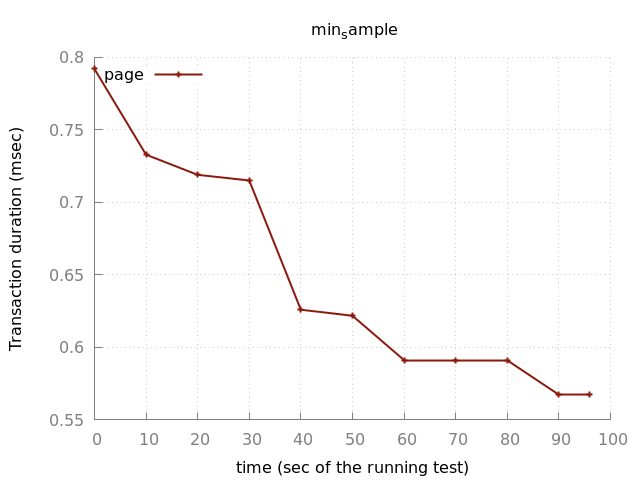 minsample
0.8
page
0.75
0.7
0.65
0.6
0.55
Transaction duration (msec)
0 10 20 30 40 50 60 70 80 90 100
time (sec of the running test)